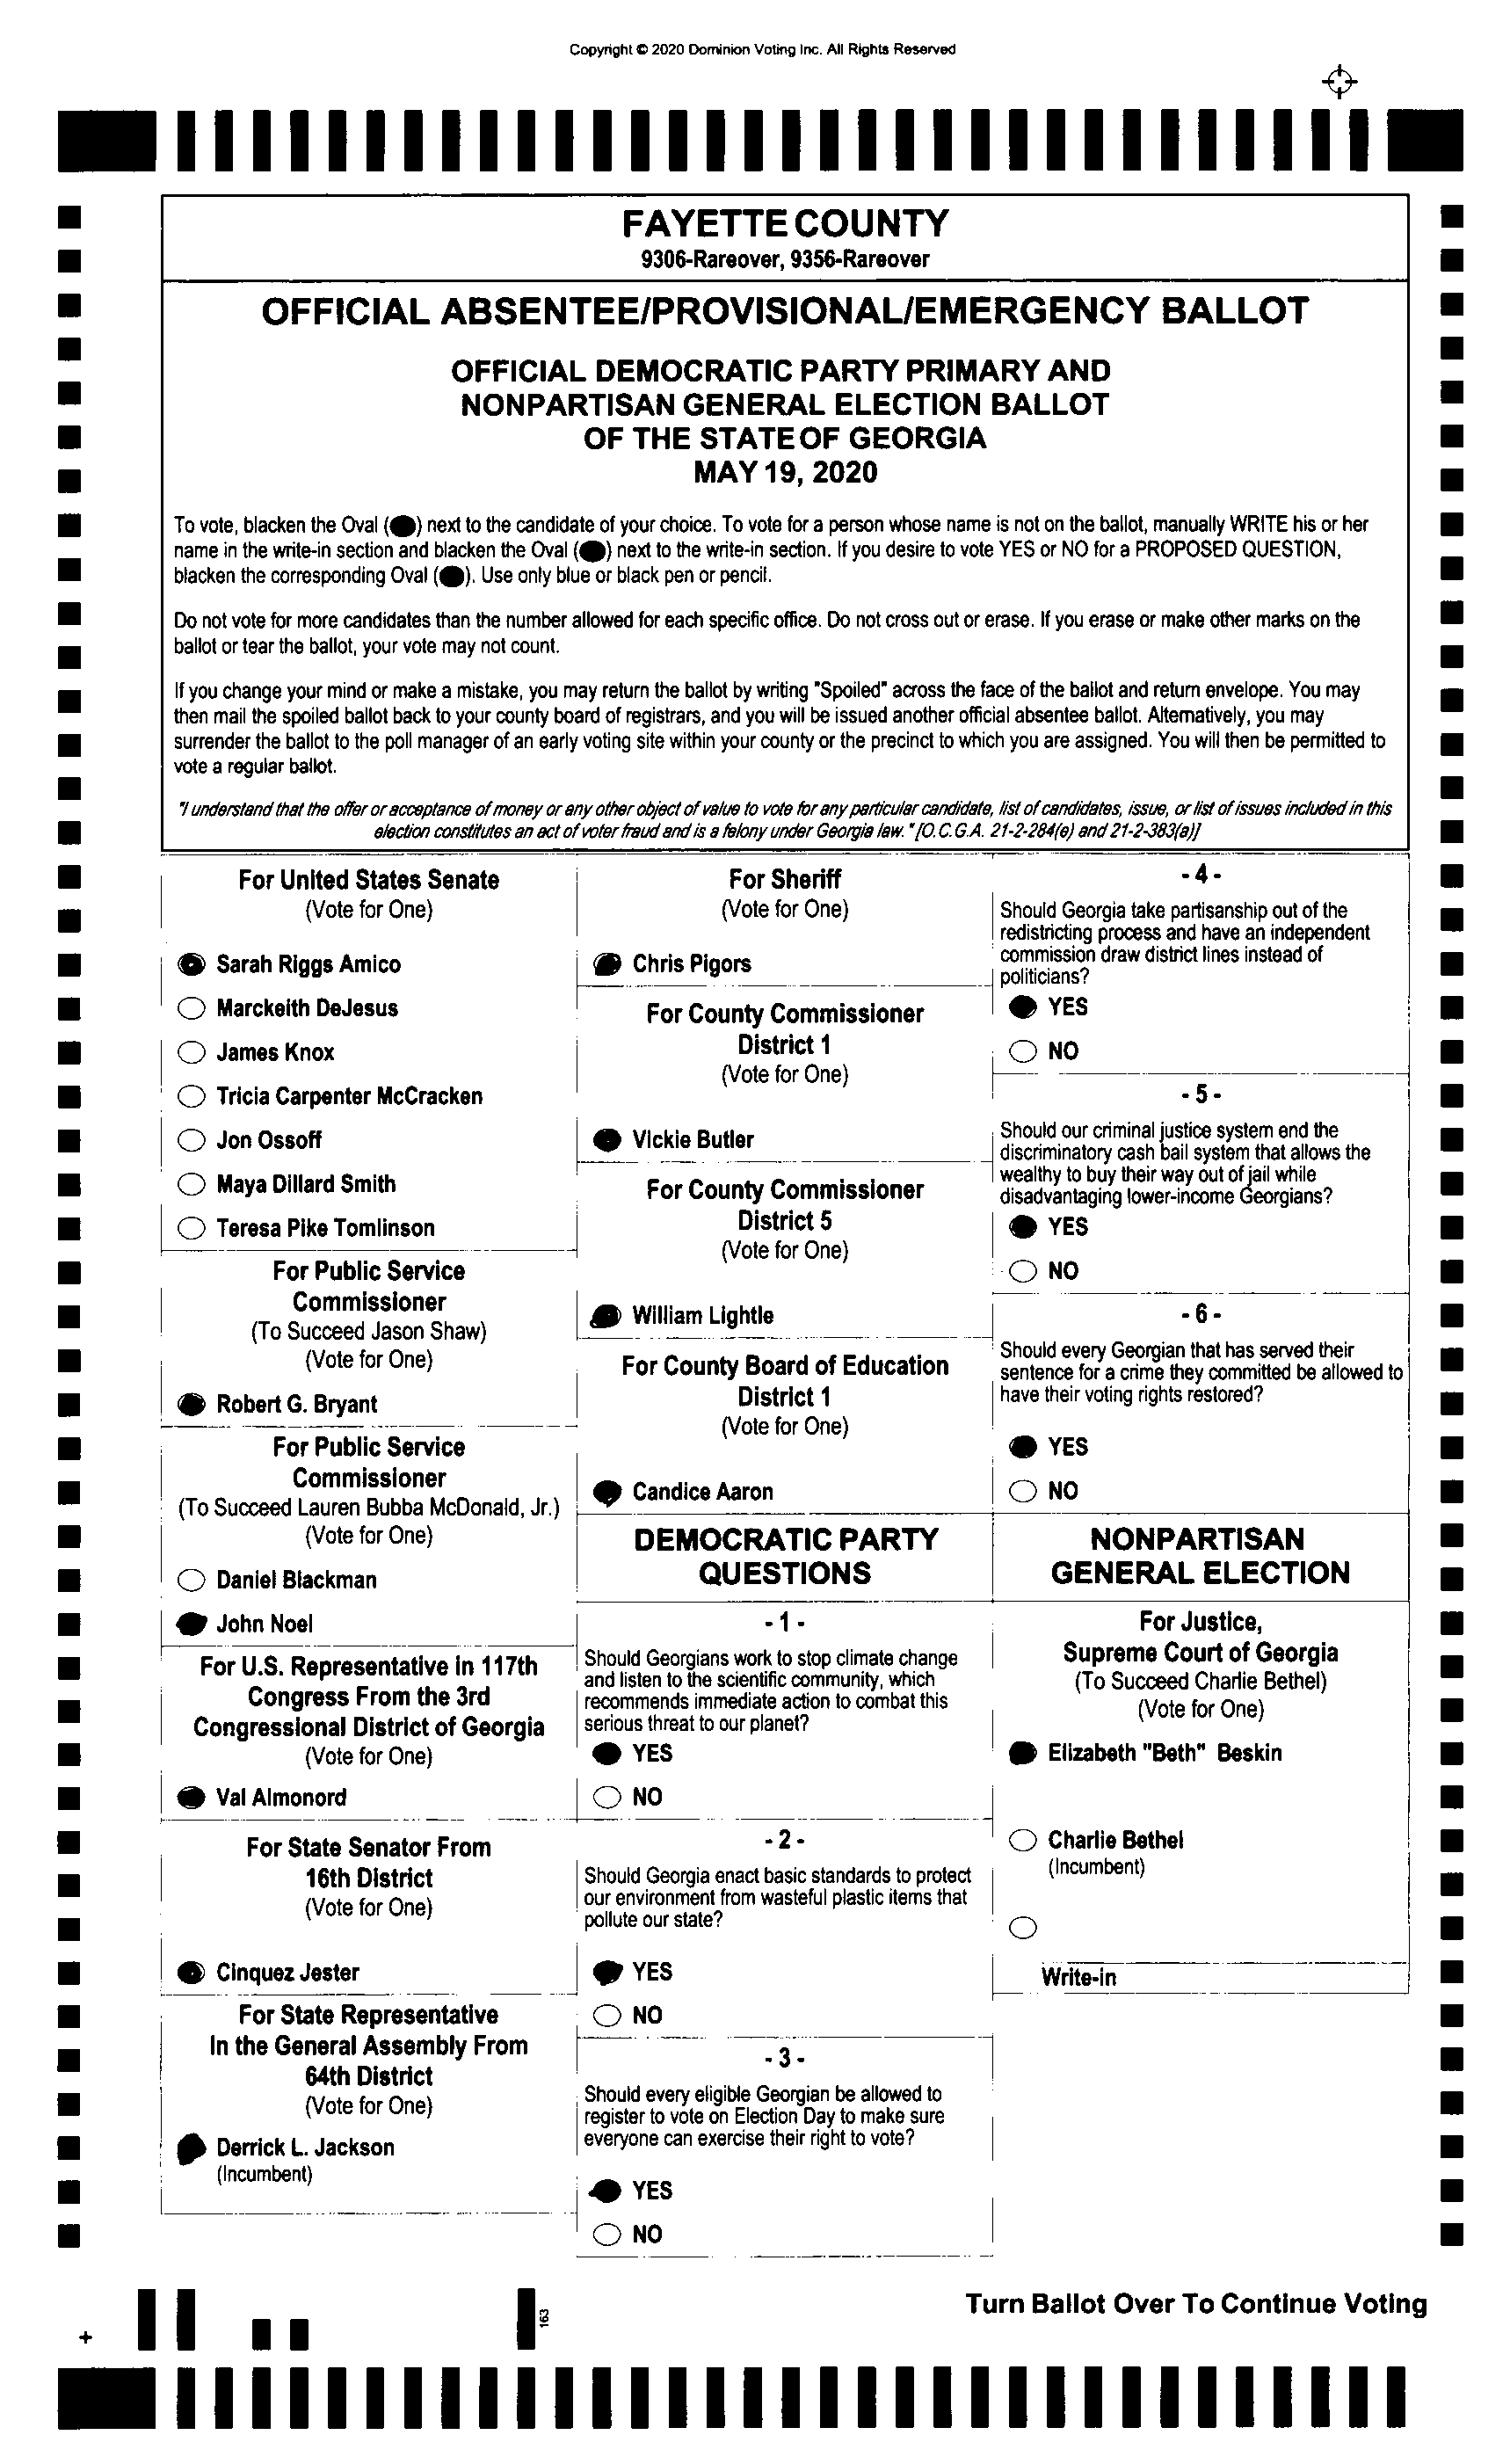 Copyright © 2020 Dominion Voting Inc. All Rights Reserved
FAYETTE COUNTY
9306-Rareover, 9356-Rareover
OFFICIAL ABSENTEE/PROVISIONAL/EMERGENCY BALLOT
OFFICIAL DEMOCRATIC PARTY PRIMARY AND
NONPARTISAN GENERAL ELECTION BALLOT
OF THE STATE OF GEORGIA
MAY 19, 2020
To vote, blacken the Oval ( ) next to the candidate of your choice. To vote for a person whose name is not on the ballot, manually WRITE his or her
name in the write-in section and blacken the Oval ( ) next to the write-in section. If you desire to vote YES or NO for a PROPOSED QUESTION,
blacken the corresponding Oval ( ). Use only blue or black pen or pencil.
Do not vote for more candidates than the number allowed for each specific office. Do not cross out or erase. If you erase or make other marks on the
ballot or tear the ballot, your vote may not count.
If you change your mind or make a mistake, you may return the ballot by writing "Spoiled" across the face of the ballot and return envelope. You may
then mail the spoiled ballot back to your county board of registrars, and you will be issued another official absentee ballot. Alternatively, you may
surrender the ballot to the poll manager of an early voting site within your county or the precinct to which you are assigned. You will then be permitted to
vote a regular ballot.
"I understand that the offer or acceptance of money or any other object of value to vote for any particular candidate, list of candidates, issue, or list of issues included in this
election constitutes an act of voter fraud and is a felony under Georgia law." [O.C.G.A. 21-2-284(e) and 21-2-383(a)]
For United States Senate
(Vote for One)
Sarah Riggs Amico
Marckeith DeJesus
James Knox
Tricia Carpenter McCracken
Jon Ossoff
Maya Dillard Smith
Teresa Pike Tomlinson
For Public Service
Commissioner
(To Succeed Jason Shaw)
(Vote for One)
Robert G. Bryant
For Public Service
Commissioner
(To Succeed Lauren Bubba McDonald, Jr.)
(Vote for One)
Daniel Blackman
John Noel
For U.S. Representative in 117th
Congress From the 3rd
Congressional District of Georgia
(Vote for One)
Val Almonord
For State Senator From
16th District
(Vote for One)
Cinquez Jester
For State Representative
In the General Assembly From
64th District
(Vote for One)
Derrick L. Jackson
(Incumbent)
For Sheriff
(Vote for One)
Chris Pigors
For County Commissioner
District 1
(Vote for One)
Vickie Butler
For County Commissioner
District 5
(Vote for One)
William Lightle
For County Board of Education
District 1
(Vote for One)
Candice Aaron
DEMOCRATIC PARTY
QUESTIONS
- 1 -
Should Georgians work to stop climate change
and listen to the scientific community, which
recommends immediate action to combat this
serious threat to our planet?
YES
NO
- 2 -
Should Georgia enact basic standards to protect
our environment from wasteful plastic items that
pollute our state?
YES
NO
- 3 -
Should every eligible Georgian be allowed to
register to vote on Election Day to make sure
everyone can exercise their right to vote?
YES
NO
- 4 -
Should Georgia take partisanship out of the
redistricting process and have an independent
commission draw district lines instead of
politicians?
YES
NO
- 5 -
Should our criminal justice system end the
discriminatory cash bail system that allows the
wealthy to buy their way out of jail while
disadvantaging lower-income Georgians?
YES
NO
- 6 -
Should every Georgian that has served their
sentence for a crime they committed be allowed to
have their voting rights restored?
YES
NO
NONPARTISAN
GENERAL ELECTION
For Justice,
Supreme Court of Georgia
(To Succeed Charlie Bethel)
(Vote for One)
Elizabeth "Beth" Beskin
Charlie Bethel
(Incumbent)
Write-in
Turn Ballot Over To Continue Voting
163
+